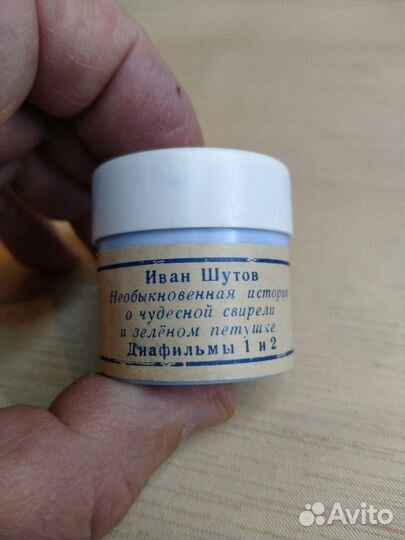 Иван Шутов
Необыкновенная история
о чудесной свирели
и зелёном петушке
Диафильмы 1 и 2
Avito